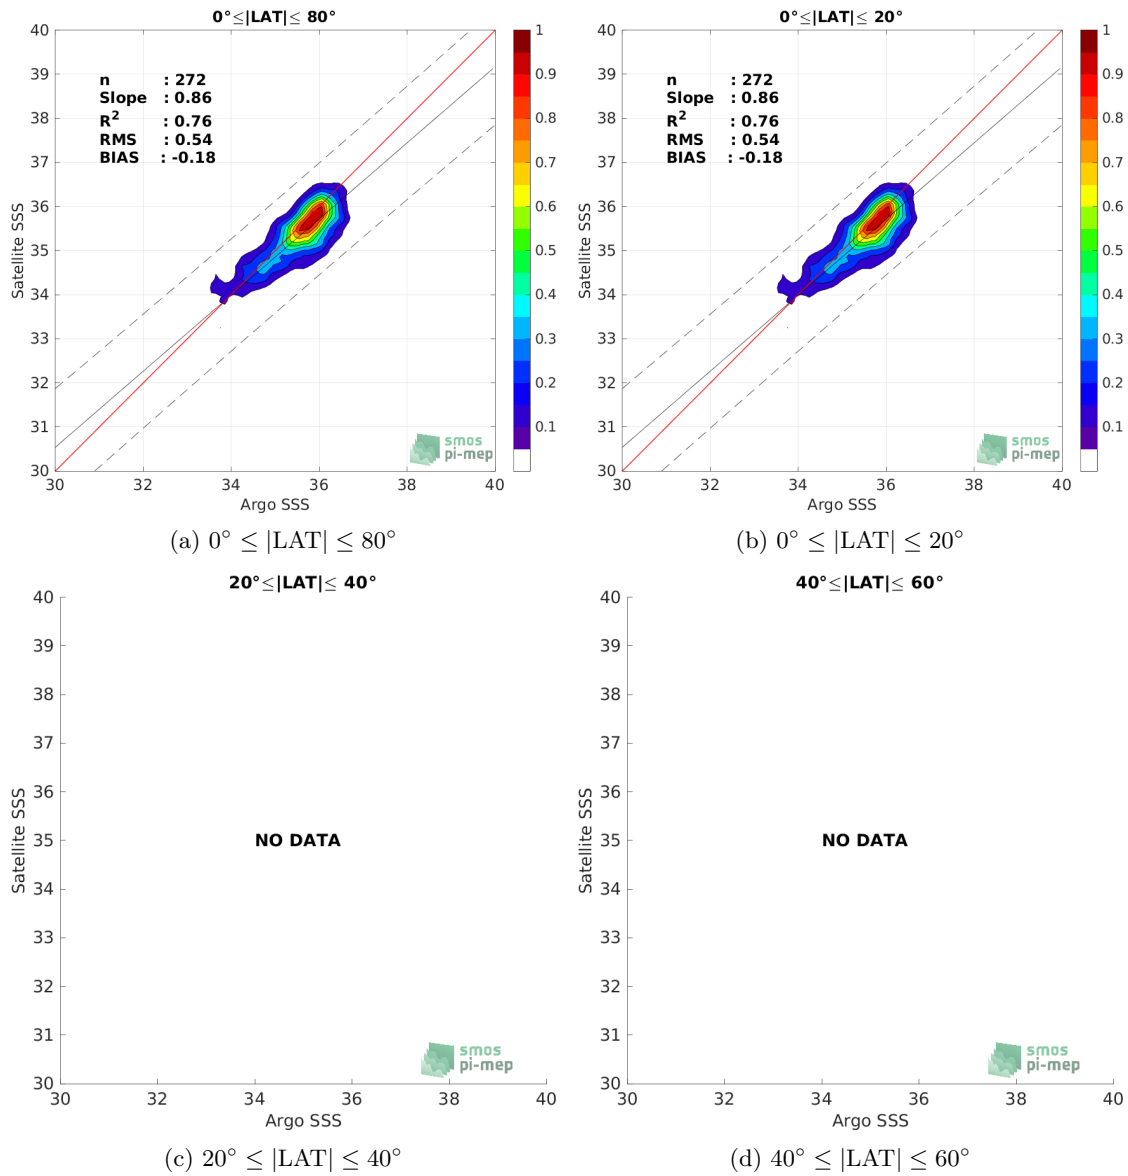 0°≤|LAT|≤ 80°
40
39
38
37
36
35
34
33
32
31
30
Satellite SSS
n : 272
Slope : 0.86
R² : 0.76
RMS : 0.54
BIAS : -0.18
smos
pi-mep
30 32 34 36 38 40
Argo SSS
1
0.9
0.8
0.7
0.6
0.5
0.4
0.3
0.2
0.1
(a) 0° ≤ |LAT| ≤ 80°
0°≤|LAT|≤ 20°
40
39
38
37
36
35
34
33
32
31
30
Satellite SSS
n : 272
Slope : 0.86
R² : 0.76
RMS : 0.54
BIAS : -0.18
smos
pi-mep
30 32 34 36 38 40
Argo SSS
1
0.9
0.8
0.7
0.6
0.5
0.4
0.3
0.2
0.1
(b) 0° ≤ |LAT| ≤ 20°
20°≤|LAT|≤ 40°
40
39
38
37
36
35
34
33
32
31
30
Satellite SSS
NO DATA
smos
pi-mep
30 32 34 36 38 40
Argo SSS
(c) 20° ≤ |LAT| ≤ 40°
40°≤|LAT|≤ 60°
40
39
38
37
36
35
34
33
32
31
30
Satellite SSS
NO DATA
smos
pi-mep
30 32 34 36 38 40
Argo SSS
(d) 40° ≤ |LAT| ≤ 60°